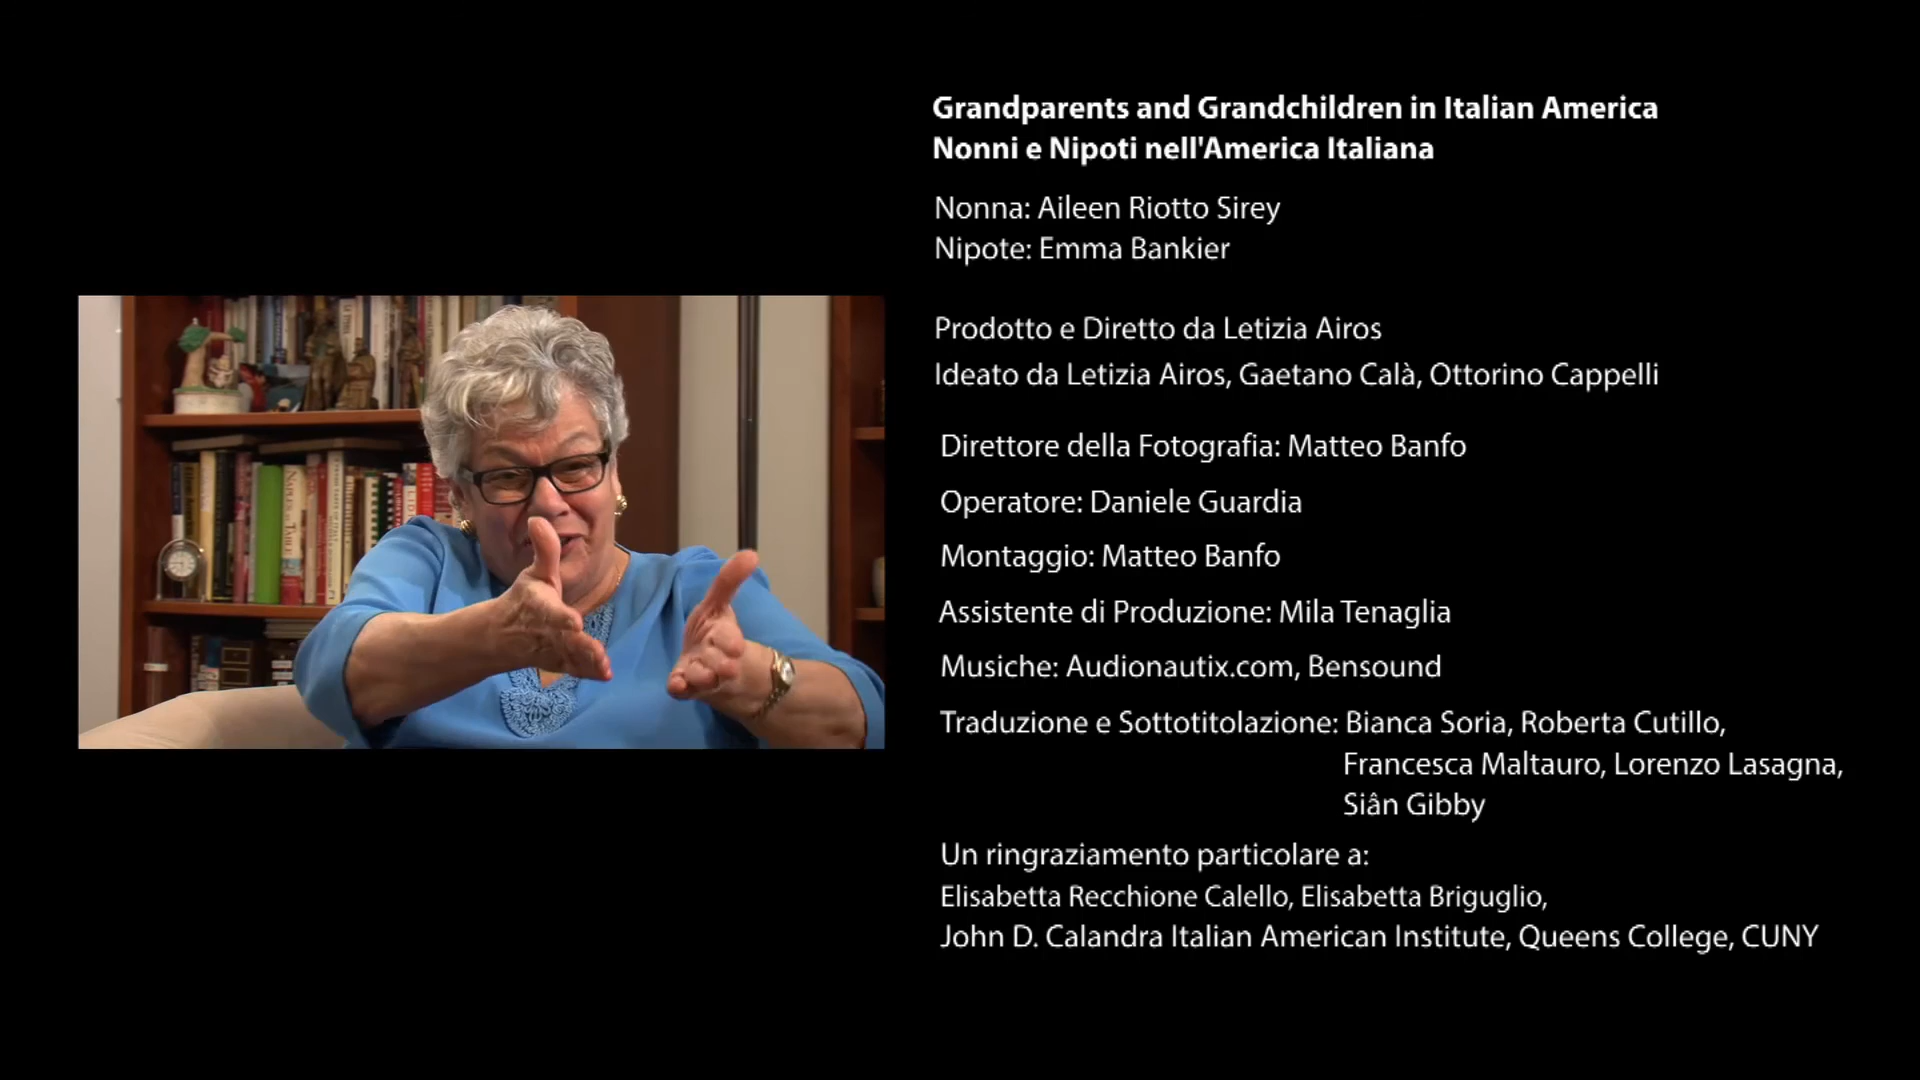 Grandparents and Grandchildren in Italian America
Nonni e Nipoti nell'America Italiana
Nonna: Aileen Riotto Sirey
Nipote: Emma Bankier
Prodotto e Diretto da Letizia Airos
Ideato da Letizia Airos, Gaetano Calà, Ottorino Cappelli
Direttore della Fotografia: Matteo Banfo
Operatore: Daniele Guardia
Montaggio: Matteo Banfo
Assistente di Produzione: Mila Tenaglia
Musiche: Audionautix.com, Bensound
Traduzione e Sottotitolazione: Bianca Soria, Roberta Cutillo,
Francesca Maltauro, Lorenzo Lasagna,
Siân Gibby
Un ringraziamento particolare a:
Elisabetta Recchione Calello, Elisabetta Briguglio,
John D. Calandra Italian American Institute, Queens College, CUNY